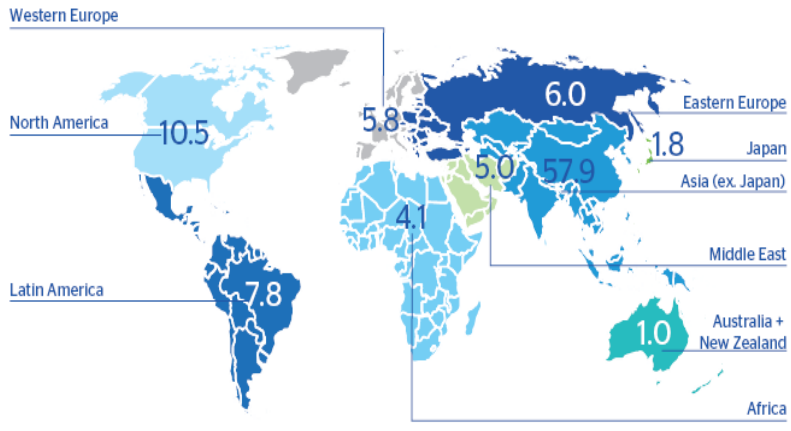 Western Europe
6.0
Eastern Europe
5.8
North America
10.5
1.8
Japan
5.0
57.9
Asia (ex. Japan)
4.1
Middle East
Latin America
7.8
1.0
Australia +
New Zealand
Africa